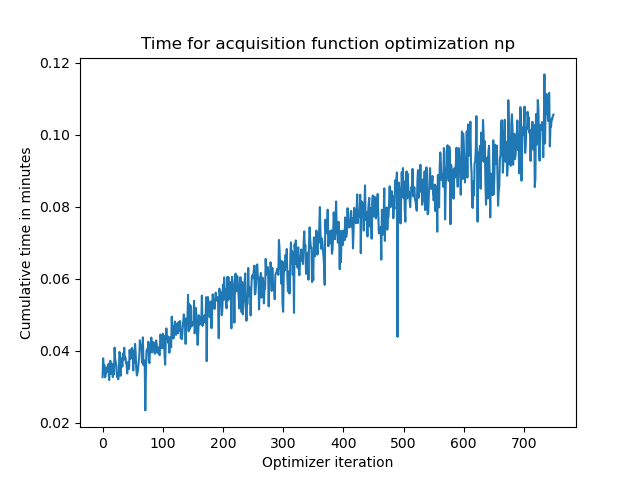 Time for acquisition function optimization np
0.12
0.10
0.08
0.06
0.04
0.02
Cumulative time in minutes
0 100 200 300 400 500 600 700
Optimizer iteration